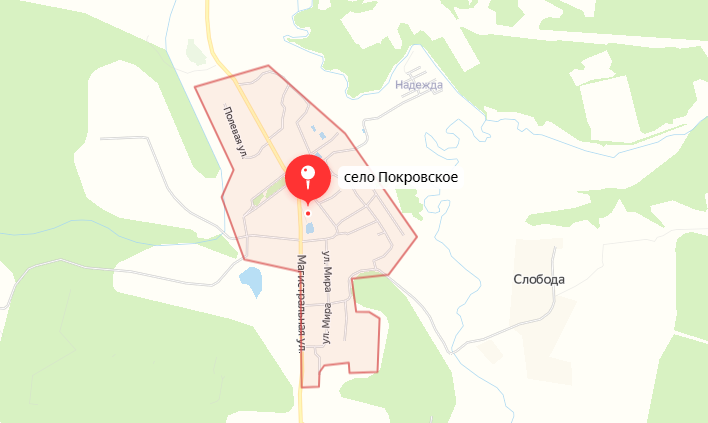 Надежда
Полевая ул.
село Покровское
ул. Мира
Слобода
Магистральная ул.
ул. Мира